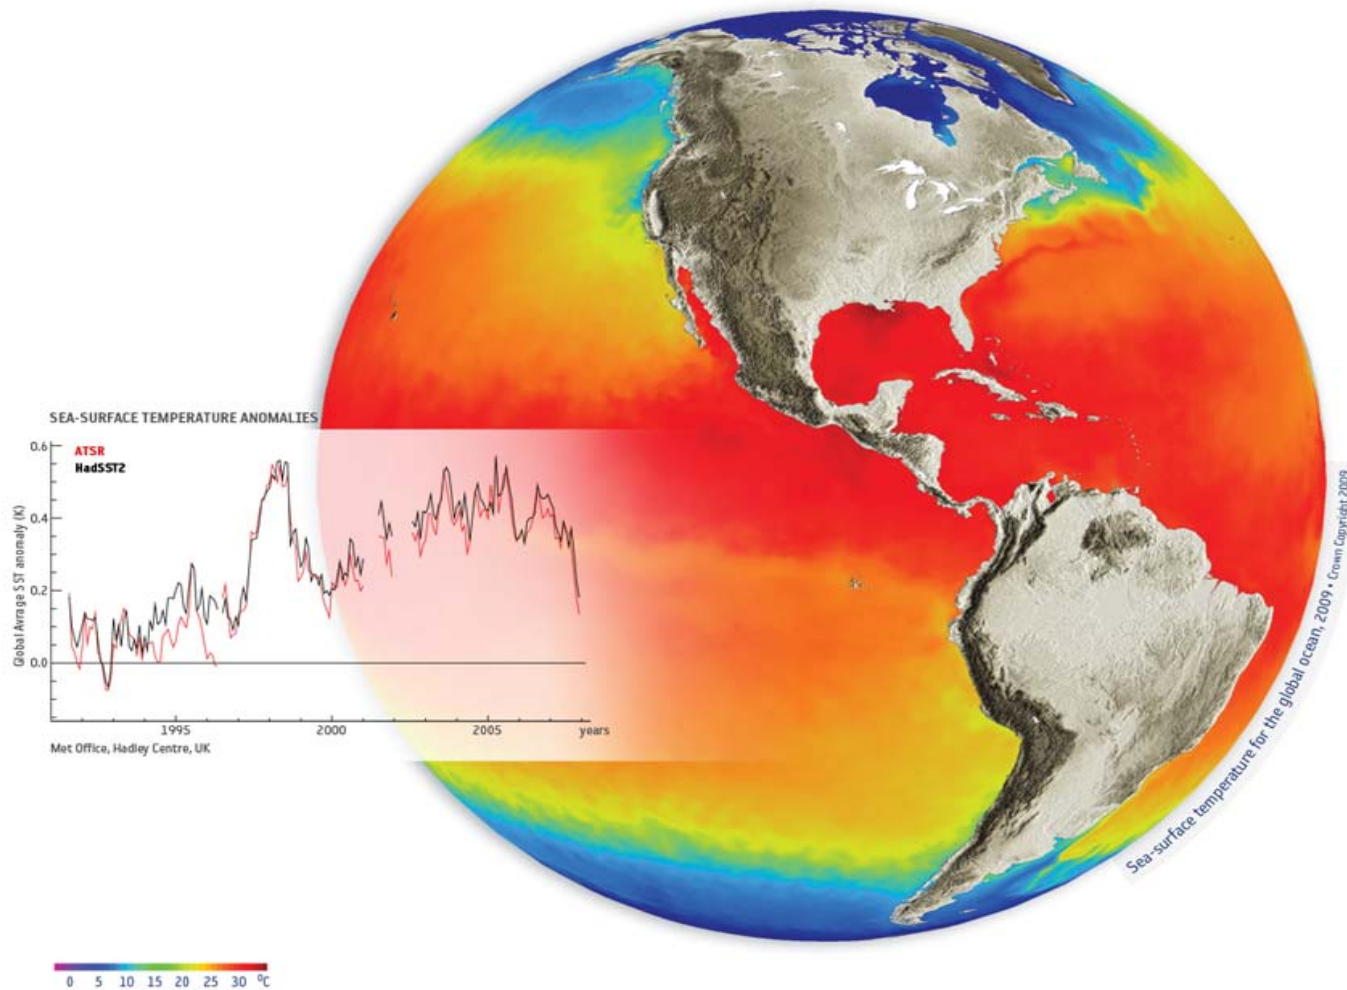 SEA-SURFACE TEMPERATURE ANOMALIES
0.6
ATSR
HadSST2
0.4
Global Avrage SST anomaly (K)
0.2
0.0
1995 2000 2005 years
Met Office, Hadley Centre, UK
Sea-surface temperature for the global ocean, 2009 • Crown Copyright 2009
0 5 10 15 20 25 30 °C